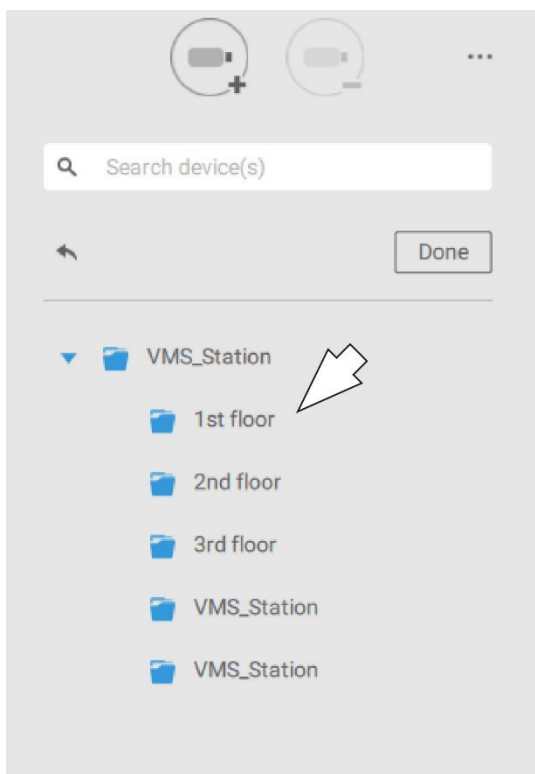 Search device(s)
Done
VMS_Station
1st floor
2nd floor
3rd floor
VMS_Station
VMS_Station